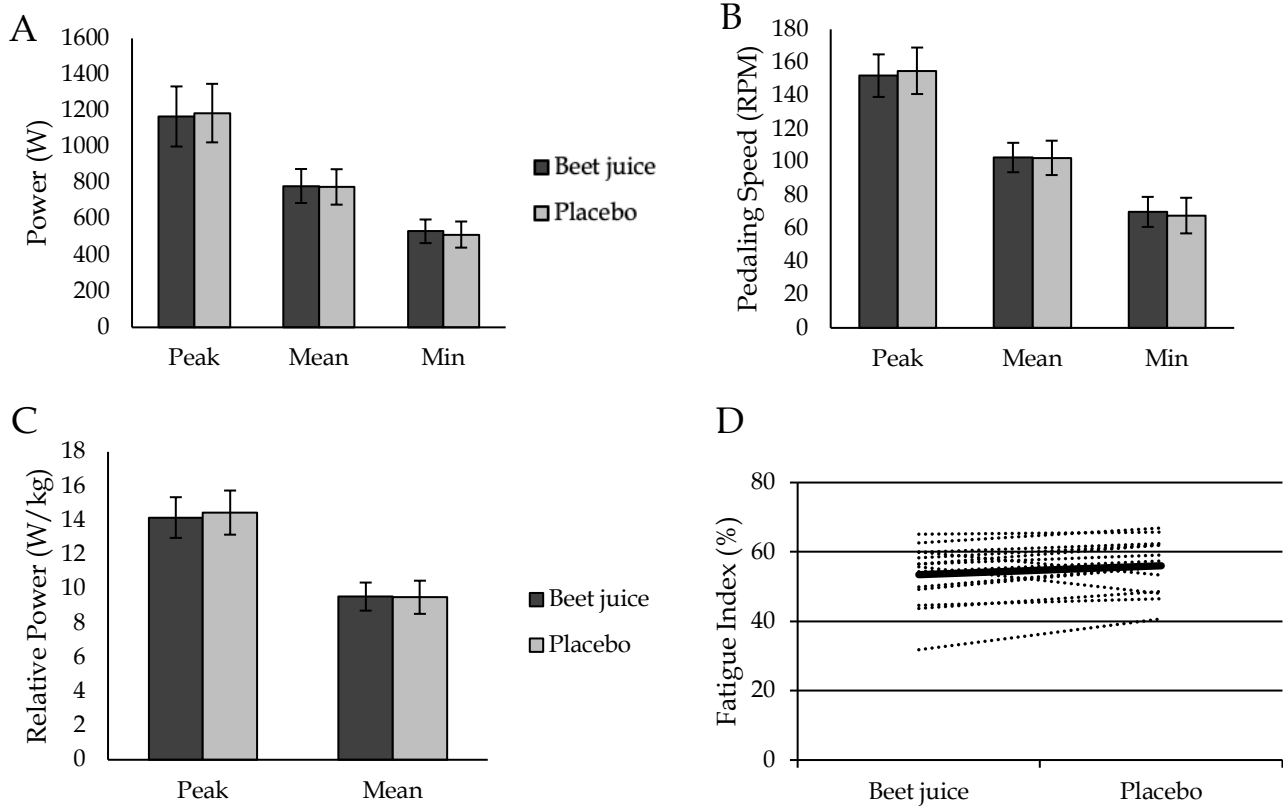 A
Power (W)
1600
1400
1200
1000
800
600
400
200
0
Peak Mean Min
Beet juice
Placebo
B
Pedaling Speed (RPM)
180
160
140
120
100
80
60
40
20
0
Peak Mean Min
C
Relative Power (W/kg)
18
16
14
12
10
8
6
4
2
0
Peak Mean
Beet juice
Placebo
D
Fatigue Index (%)
80
60
40
20
0
Beet juice Placebo